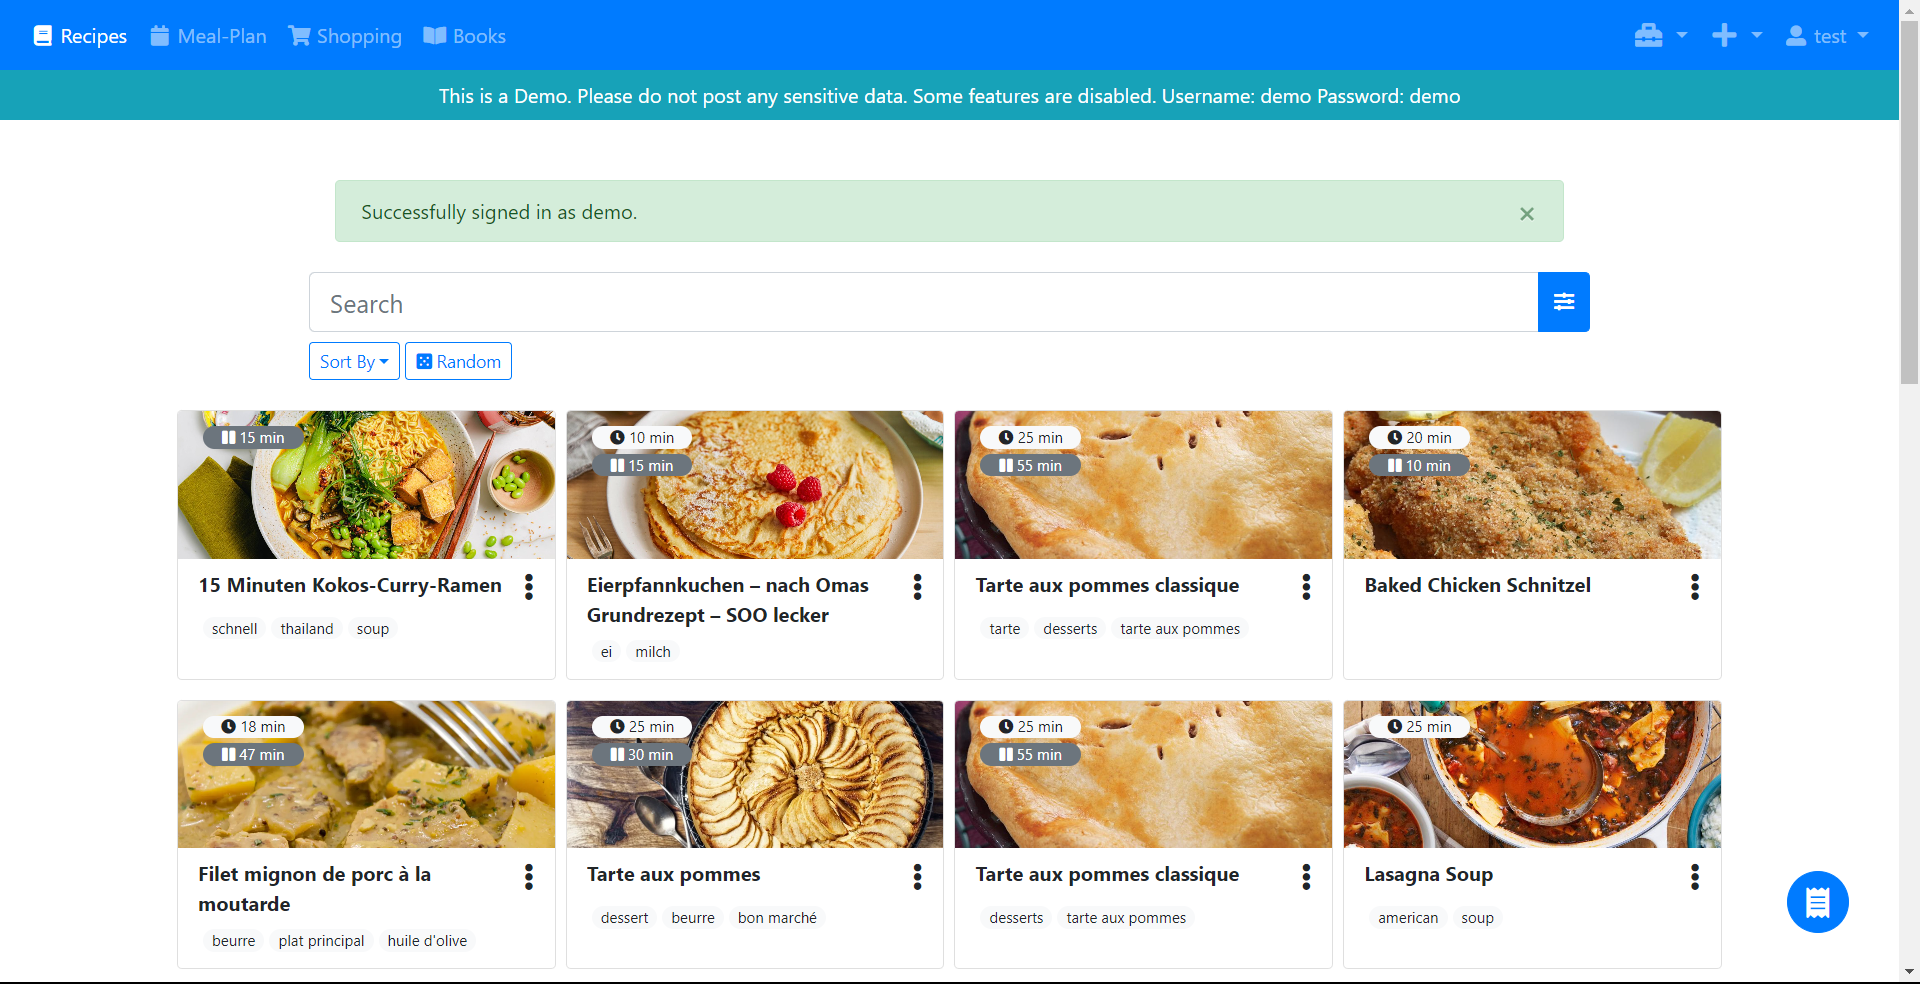 Recipes Meal-Plan Shopping Books test
This is a Demo. Please do not post any sensitive data. Some features are disabled. Username: demo Password: demo
Successfully signed in as demo.
×
Search
Sort By Random
15 min
15 Minuten Kokos-Curry-Ramen
schnell thailand soup
10 min
15 min
Eierpfannkuchen – nach Omas
Grundrezept – SOO lecker
ei milch
25 min
55 min
Tarte aux pommes classique
tarte desserts tarte aux pommes
20 min
10 min
Baked Chicken Schnitzel
18 min
47 min
Filet mignon de porc à la
moutarde
beurre plat principal huile d'olive
25 min
30 min
Tarte aux pommes
dessert beurre bon marché
25 min
55 min
Tarte aux pommes classique
desserts tarte aux pommes
25 min
Lasagna Soup
american soup